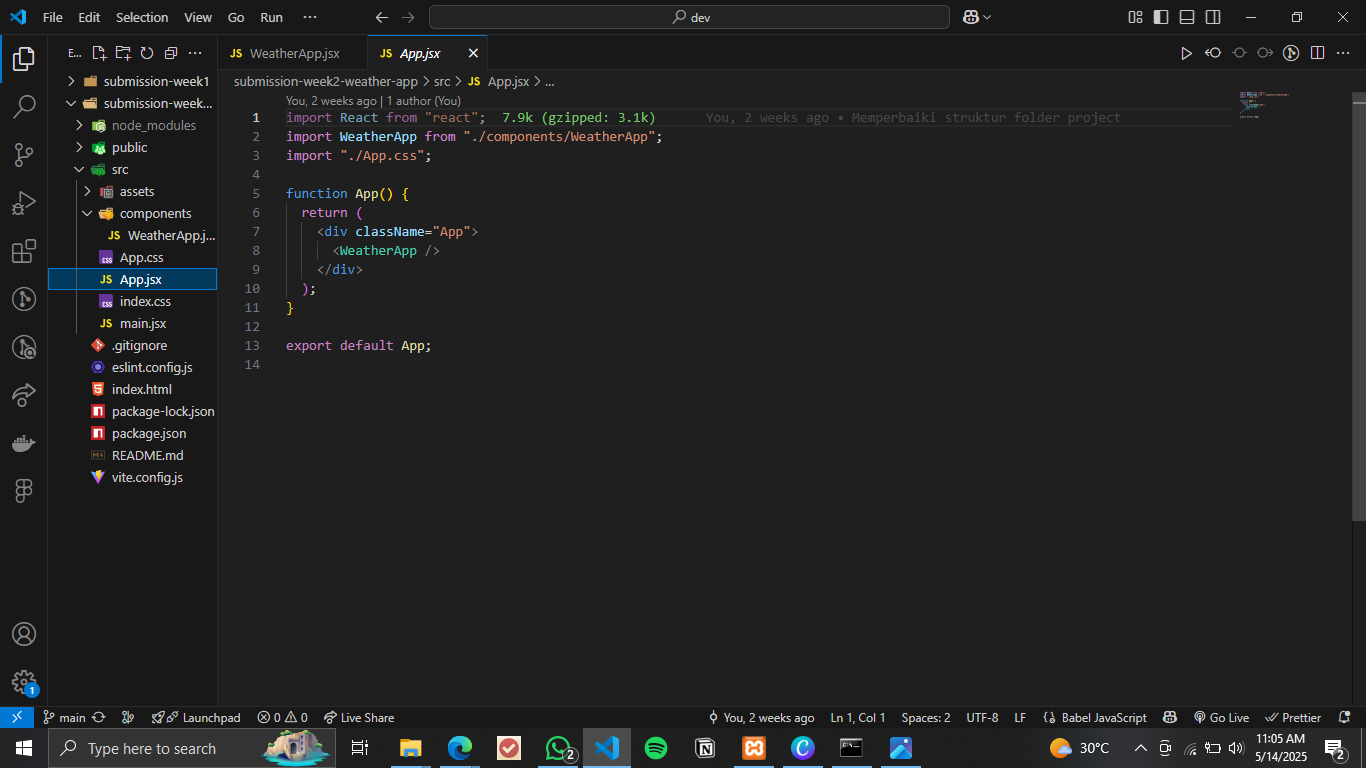 File Edit Selection View Go Run ··· dev
E... ···
WeatherApp.jsx App.jsx
submission-week2-weather-app > src > JS App.jsx > ...
submission-week1
submission-week...
node_modules
public
src
assets
components
JS WeatherApp.j...
App.css
JS App.jsx
index.css
JS main.jsx
.gitignore
eslint.config.js
index.html
package-lock.json
package.json
README.md
vite.config.js
You, 2 weeks ago | 1 author (You)
1 import React from "react"; 7.9k (gzipped: 3.1k) You, 2 weeks ago • Memperbaiki struktur folder project
2 import WeatherApp from "./components/WeatherApp";
3 import "./App.css";
4
5 function App() {
6 return (
7 <div className="App">
8 <WeatherApp />
9 </div>
10 );
11 }
12
13 export default App;
14
1
main Launchpad 0 0 Live Share You, 2 weeks ago Ln 1, Col 1 Spaces: 2 UTF-8 LF {} Babel JavaScript Go Live Prettier
Type here to search 2 30°C 11:05 AM
5/14/2025 2